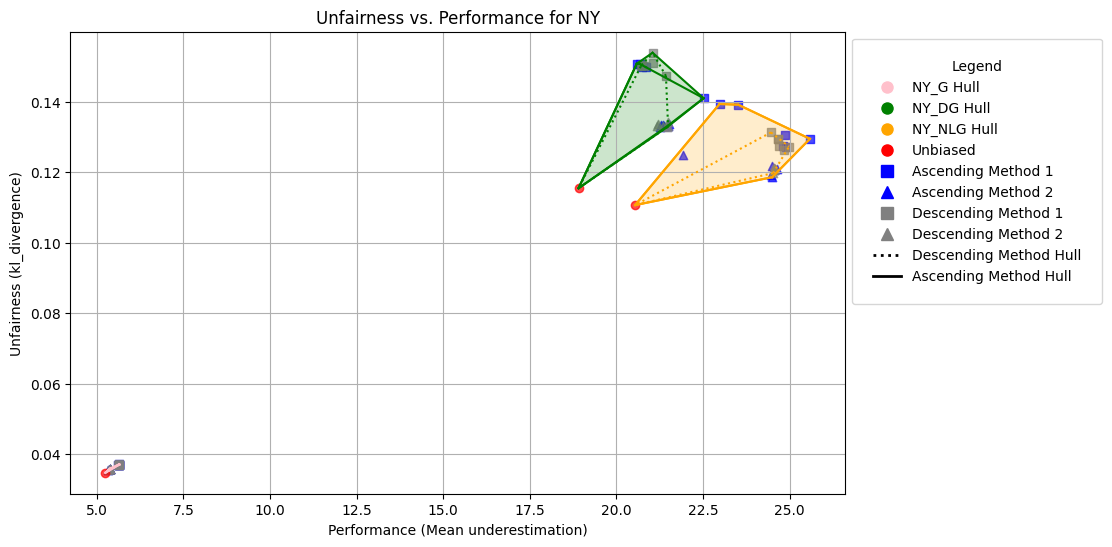 Unfairness vs. Performance for NY
Unfairness (kl_divergence)
0.14
0.12
0.10
0.08
0.06
0.04
5.0 7.5 10.0 12.5 15.0 17.5 20.0 22.5 25.0
Performance (Mean underestimation)
Legend
NY_G Hull
NY_DG Hull
NY_NLG Hull
Unbiased
Ascending Method 1
Ascending Method 2
Descending Method 1
Descending Method 2
Descending Method Hull
Ascending Method Hull